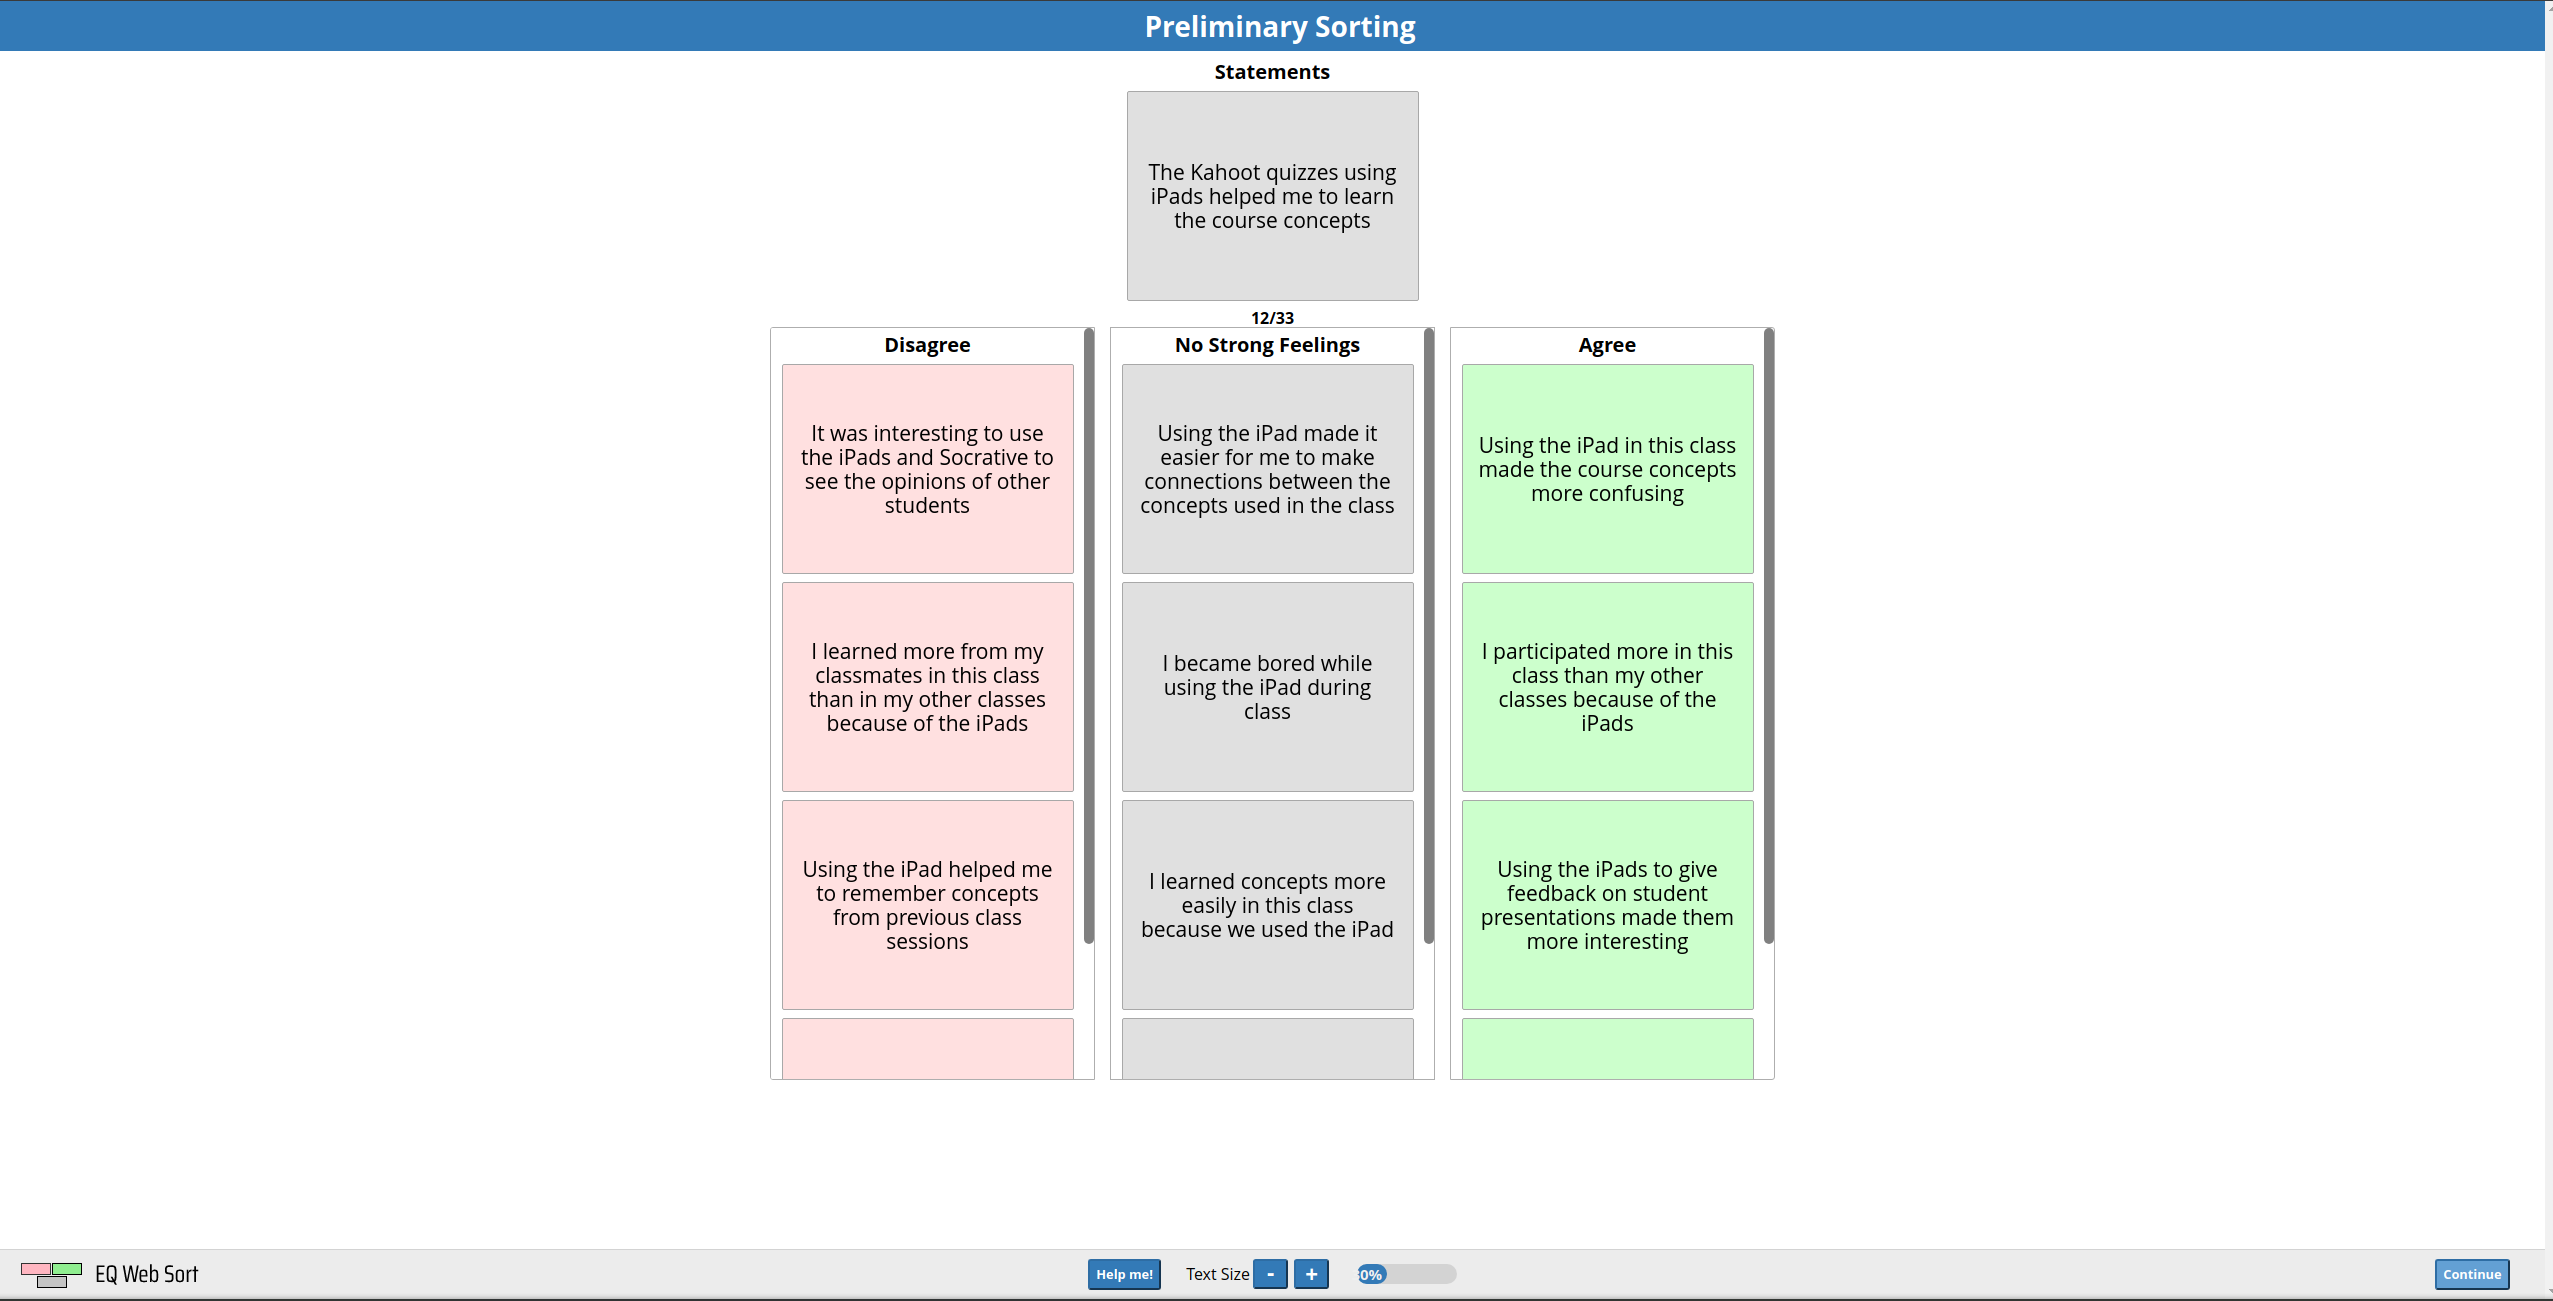 Preliminary Sorting
Statements
The Kahoot quizzes using
iPads helped me to learn
the course concepts
12/33
Disagree
It was interesting to use
the iPads and Socrative to
see the opinions of other
students
I learned more from my
classmates in this class
than in my other classes
because of the iPads
Using the iPad helped me
to remember concepts
from previous class
sessions
No Strong Feelings
Using the iPad made it
easier for me to make
connections between the
concepts used in the class
I became bored while
using the iPad during
class
I learned concepts more
easily in this class
because we used the iPad
Agree
Using the iPad in this class
made the course concepts
more confusing
I participated more in this
class than my other
classes because of the
iPads
Using the iPads to give
feedback on student
presentations made them
more interesting
EQ Web Sort
Help me!
Text Size - +
Continue